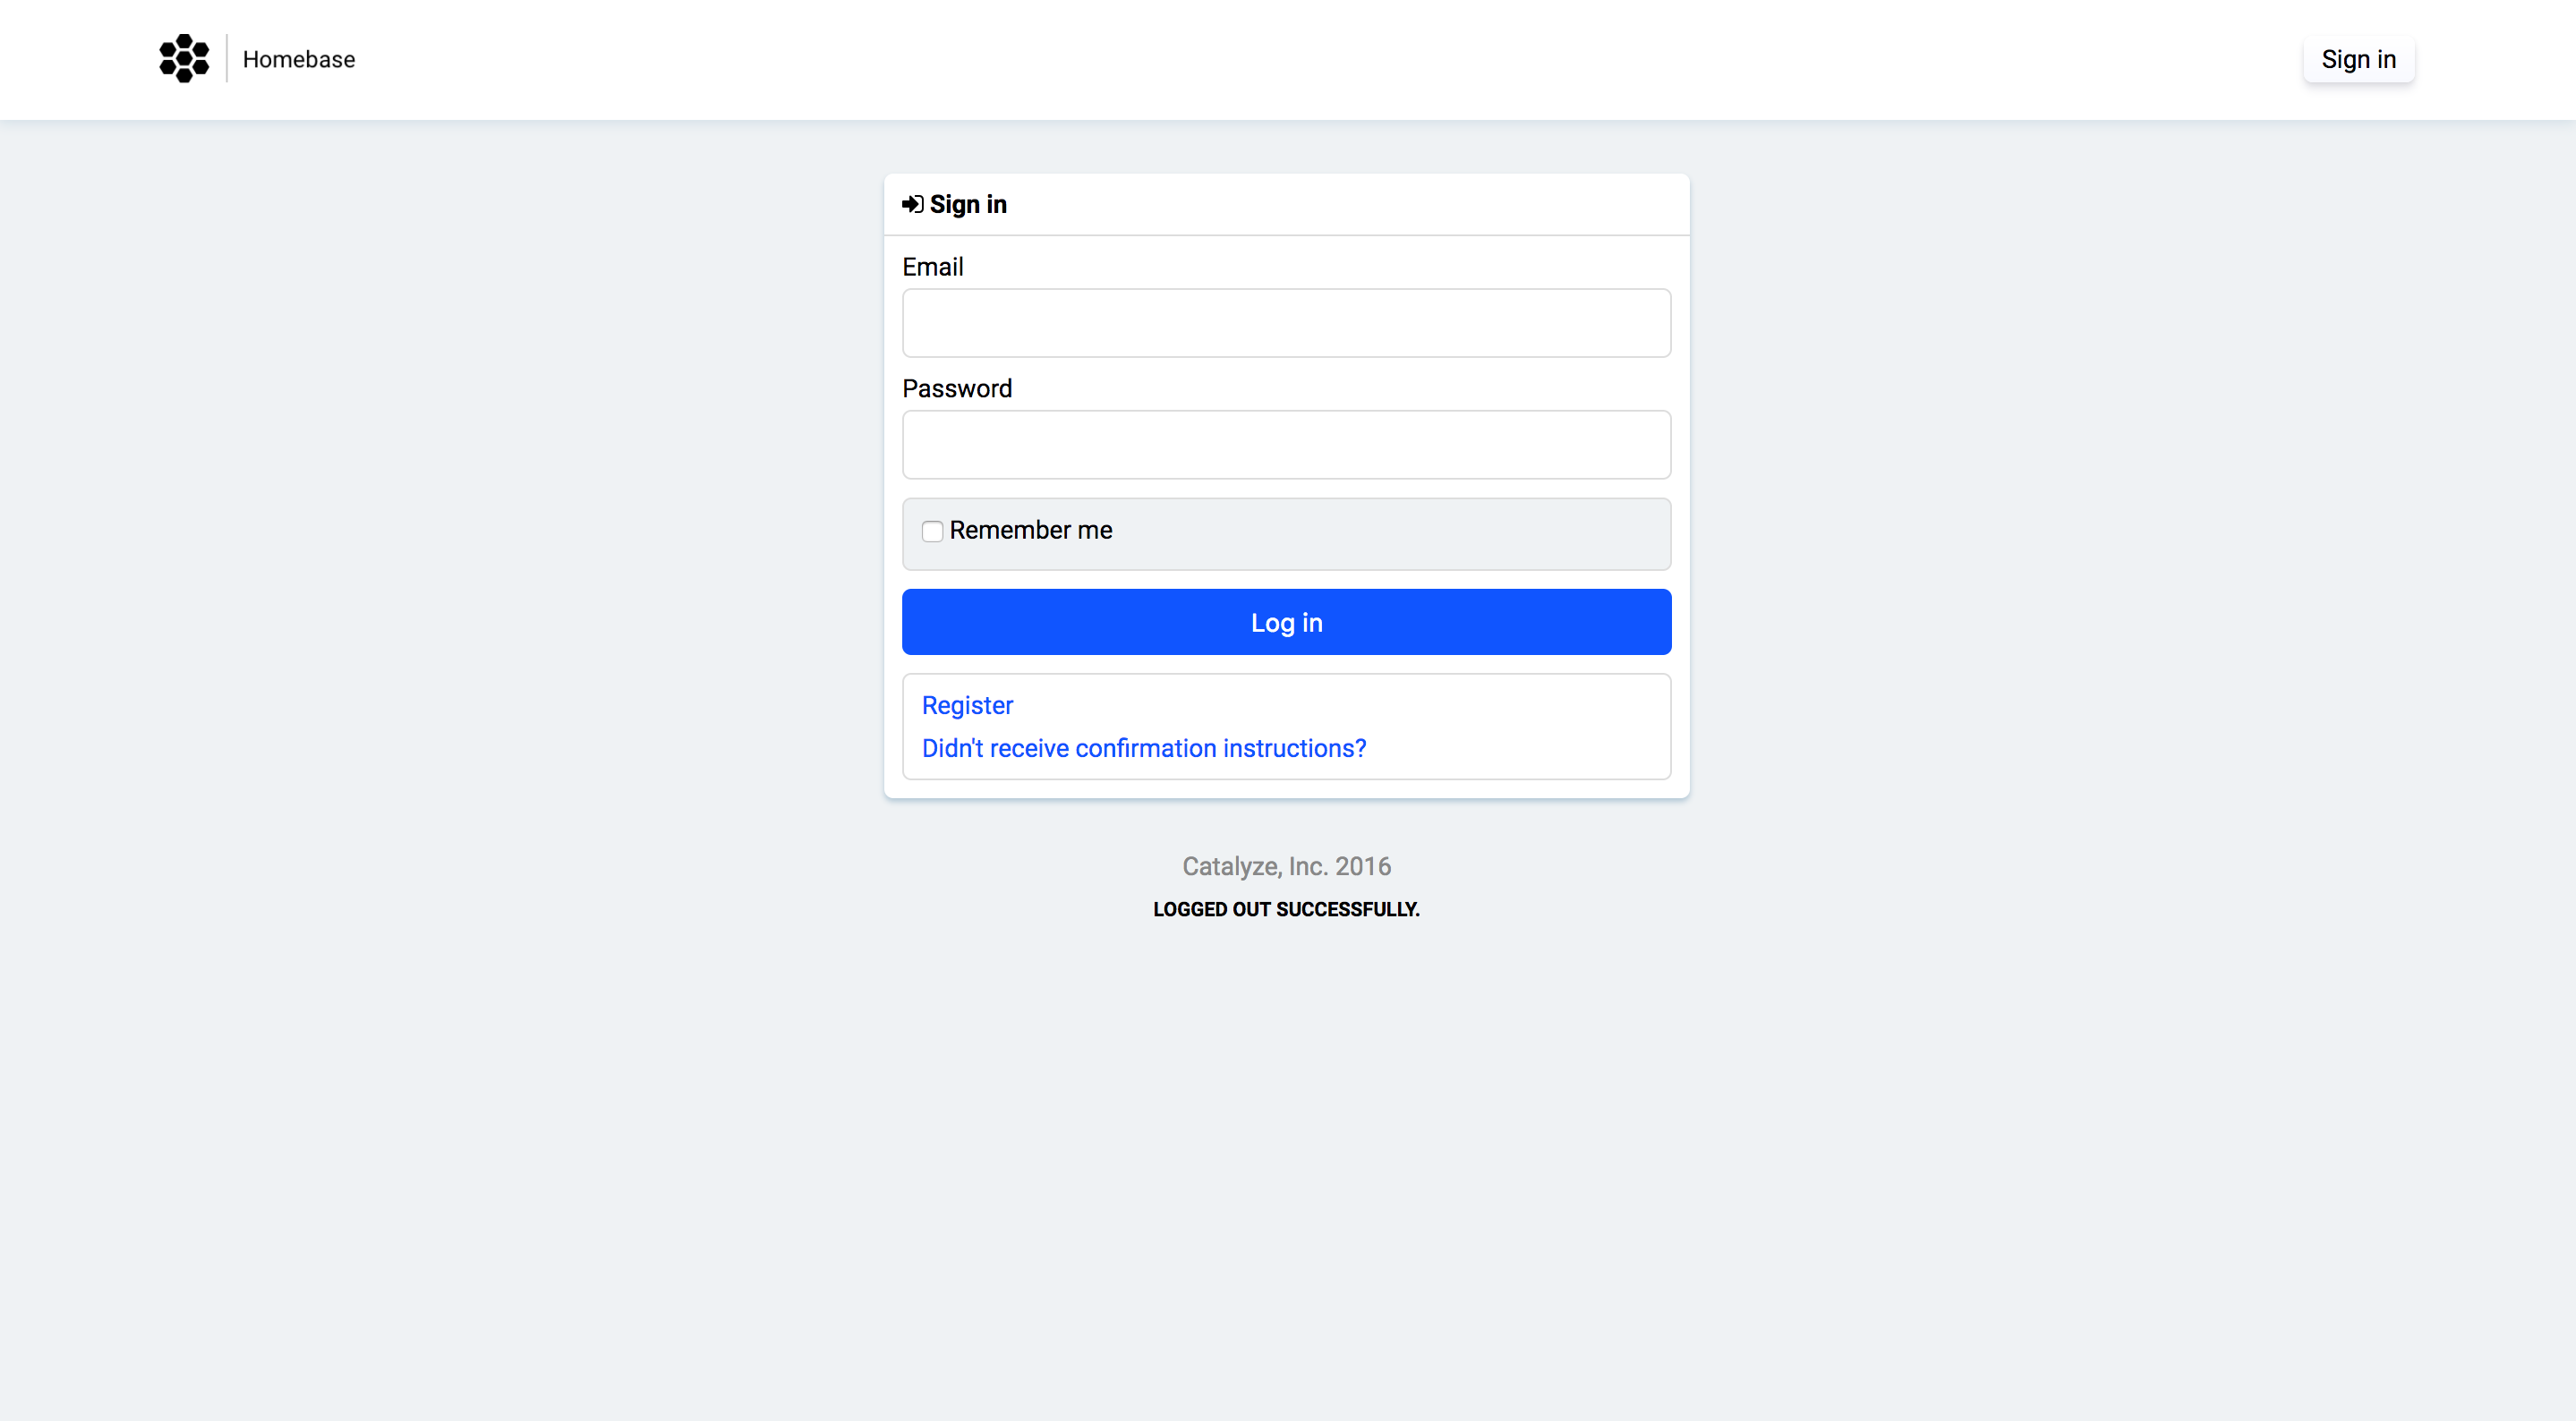 Homebase
Sign in
Sign in
Email
Password
Remember me
Log in
Register
Didn't receive confirmation instructions?
Catalyze, Inc. 2016
LOGGED OUT SUCCESSFULLY.